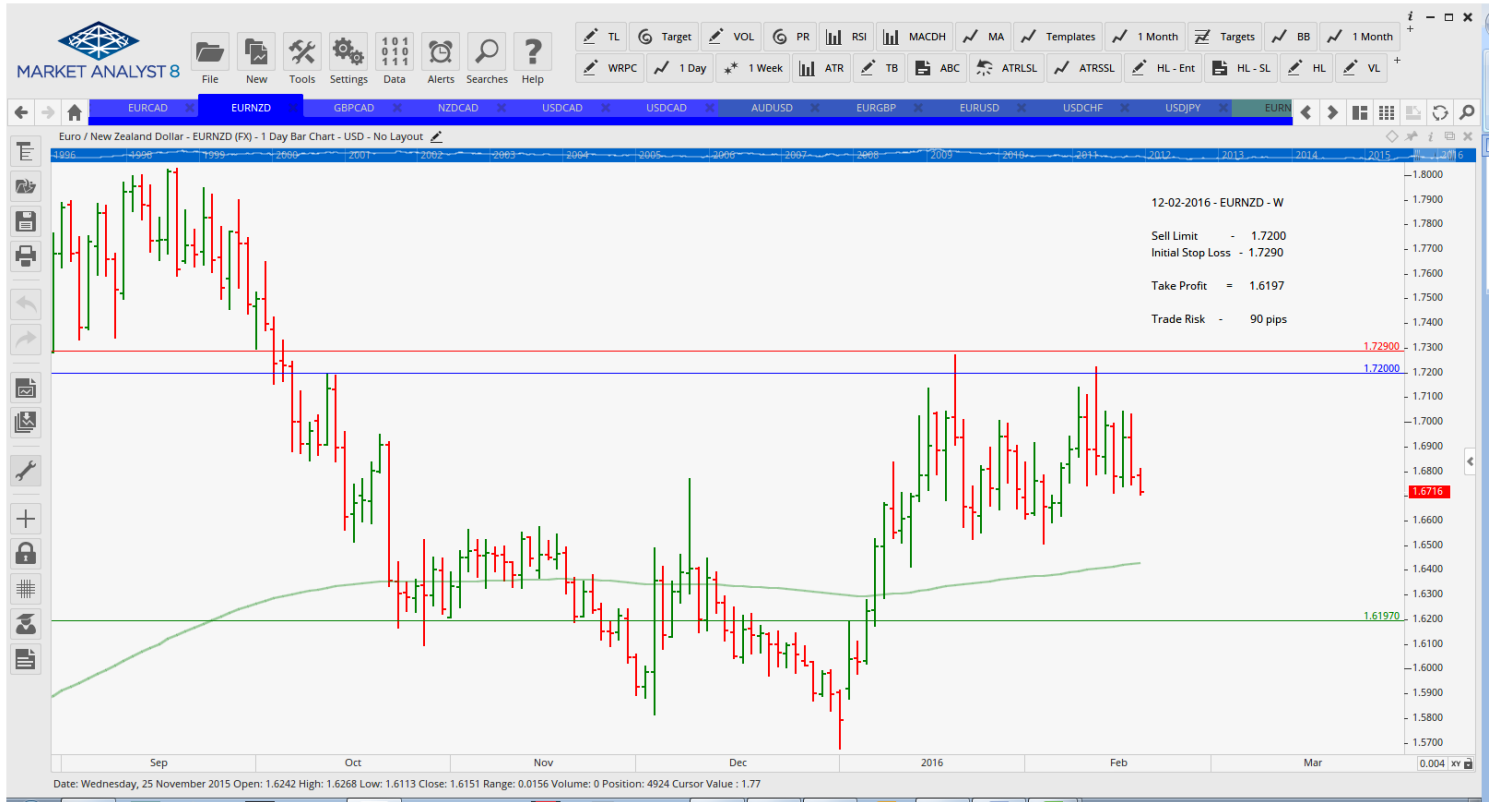 i
TL Target VOL PR RSI MACDH MA Templates 1 Month Targets BB 1 Month +
MARKET ANALYST 8
File New Tools Settings Data Alerts Searches Help
WRPC 1 Day 1 Week ATR TB ABC ATRLSL ATRSSL HL - Ent HL - SL HL VL +
EURCAD EURNZD GBPCAD NZDCAD USDCAD USDCAD AUDUSD EURGBP EURUSD USDCHF USDJPY EURN
Euro / New Zealand Dollar - EURNZD (FX) - 1 Day Bar Chart - USD - No Layout
1996 1998 1999 2000 2001 2002 2003 2004 2005 2006 2007 2008 2009 2010 2011 2012 2013 2014 2015 2016
1.8000
12-02-2016 - EURNZD - W
1.7900
1.7800
Sell Limit - 1.7200
1.7700
Initial Stop Loss - 1.7290
1.7600
Take Profit = 1.6197
1.7500
Trade Risk - 90 pips
1.7400
1.72900
1.7300
1.72000
1.7200
1.7100
1.7000
1.6900
1.6800
1.6716
1.6600
1.6500
1.6400
1.6300
1.61970
1.6200
1.6100
1.6000
1.5900
1.5800
1.5700
Sep Oct Nov Dec 2016 Feb Mar 0.004 XY
Date: Wednesday, 25 November 2015 Open: 1.6242 High: 1.6268 Low: 1.6113 Close: 1.6151 Range: 0.0156 Volume: 0 Position: 4924 Cursor Value : 1.77